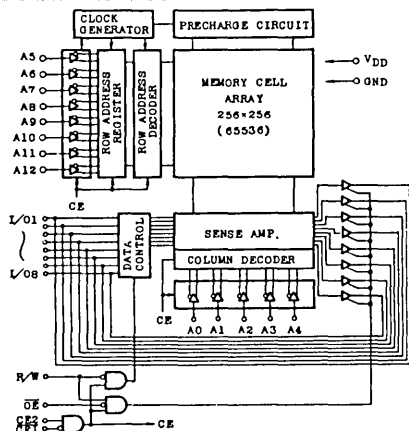 CLOCK
GENERATOR
PRECHARGE CIRCUIT
A5
A6
A7
A8
A9
A10
A11
A12
ROW ADDRESS
REGISTER
ROW ADDRESS
DECODER
MEMORY CELL
ARRAY
256×256
(65536)
VDD
GND
CE
I/O1
I/O8
DATA
CONTROL
SENSE AMP.
COLUMN DECODER
CE
A0 A1 A2 A3 A4
R/W
OE
CE2
CE1
CE